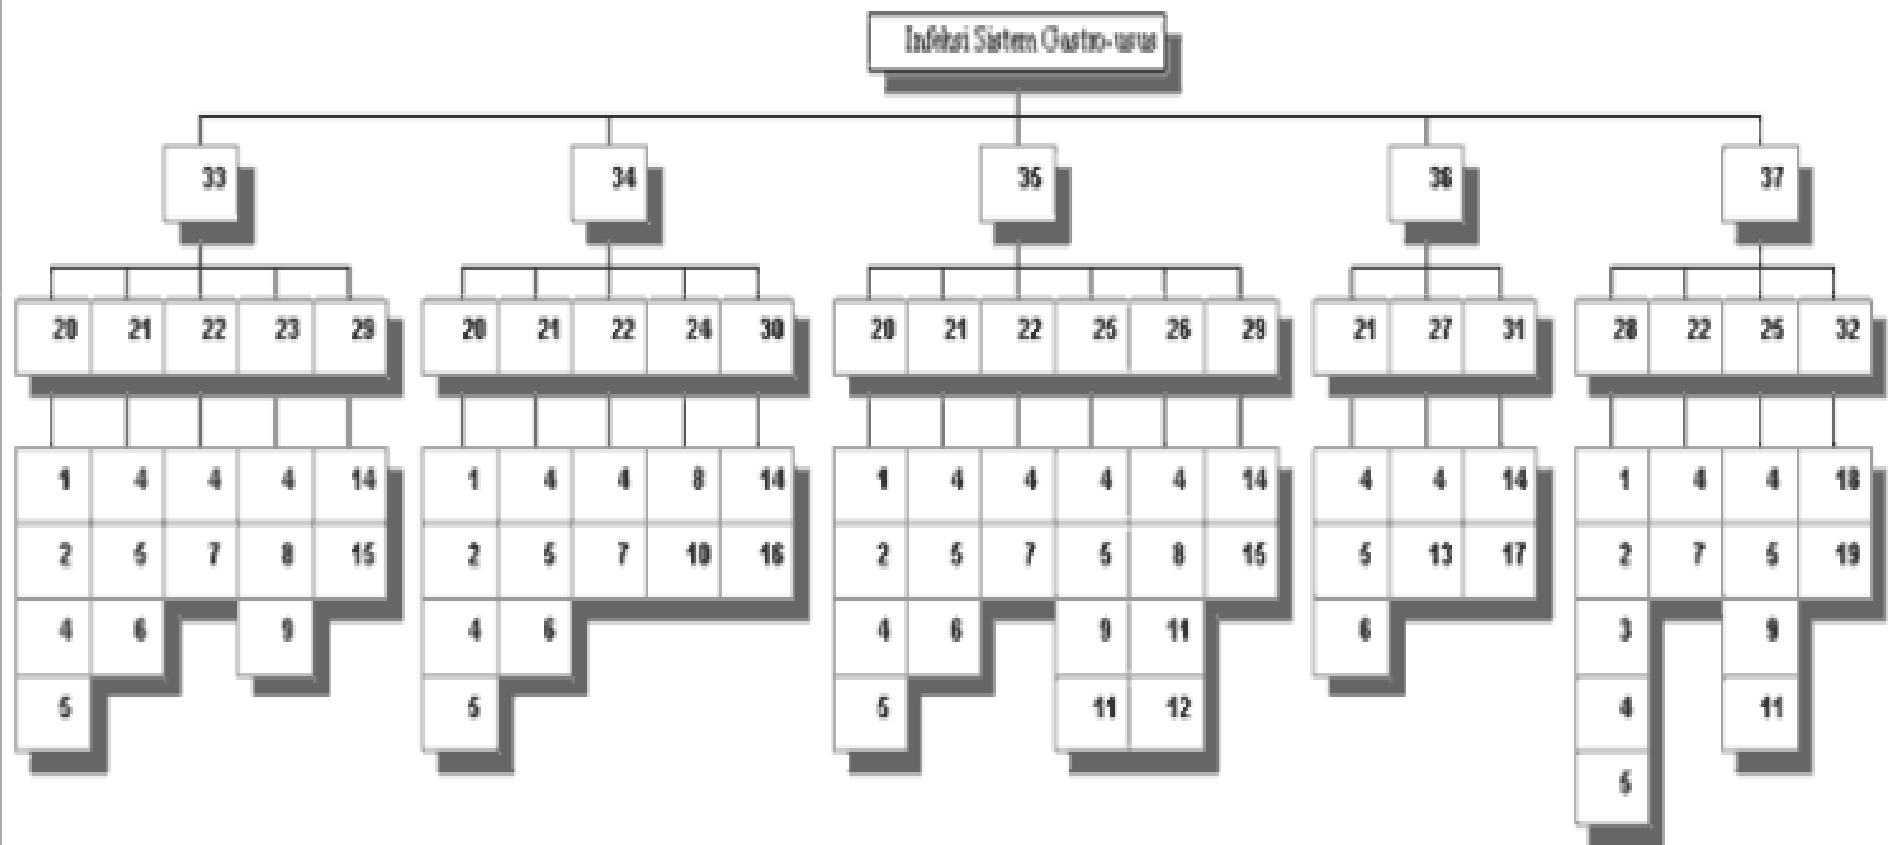 Infeksi Sistem Gastro-usus
33 34 35 36 37
20 21 22 23 29 20 21 22 24 30 20 21 22 25 26 29 21 27 31 28 22 25 32
1 4 4 4 14 1 4 4 8 14 1 4 4 4 4 14 4 4 14 1 4 4 18
2 5 7 8 15 2 5 7 10 16 2 5 7 5 8 15 5 13 17 2 7 5 19
4 6 9 4 6 4 6 9 11 6 3 9
5 5 5 11 12 4 11
5